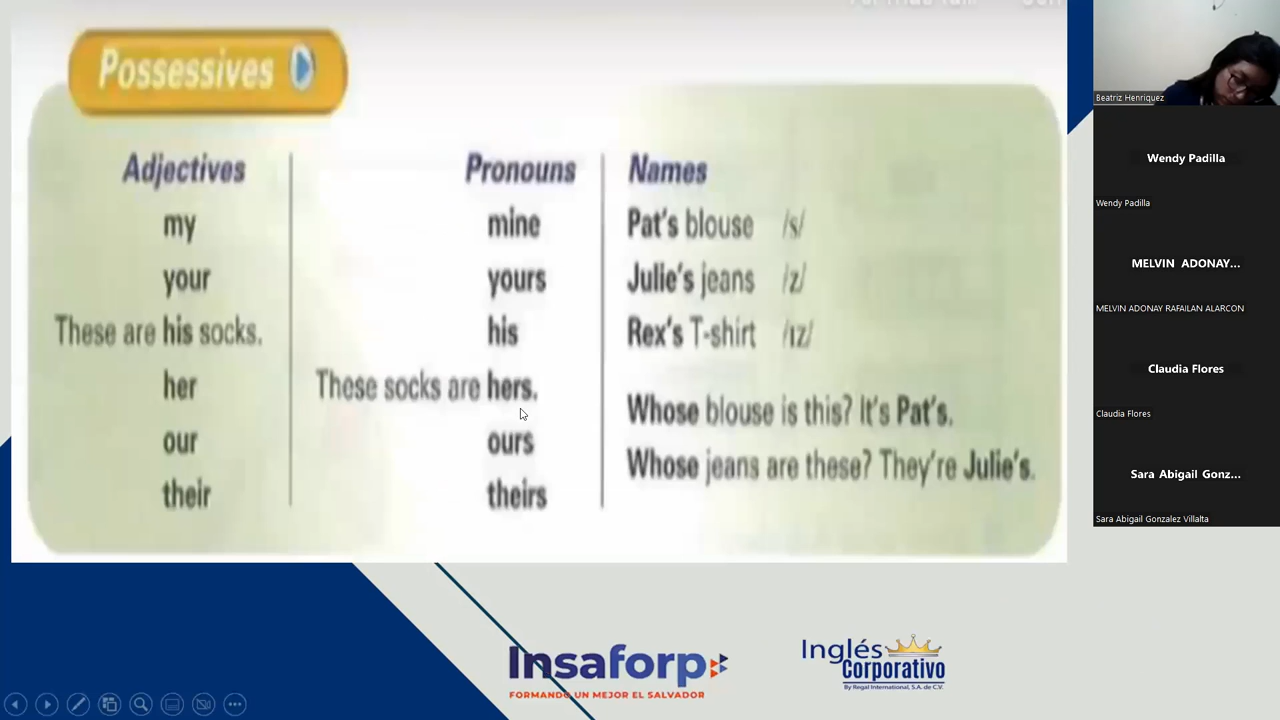 Possessives
Adjectives
my
your
These are his socks.
her
our
their
Pronouns
mine
yours
his
These socks are hers.
ours
theirs
Names
Pat's blouse /s/
Julie's jeans /z/
Rex's T-shirt /ɪz/
Whose blouse is this? It's Pat's.
Whose jeans are these? They're Julie's.
Insaforp
FORMANDO UN MEJOR EL SALVADOR
Inglés
Corporativo
By Regal International, S.A. de C.V.
Beatriz Henriquez
Wendy Padilla
Wendy Padilla
MELVIN ADONAY...
MELVIN ADONAY RAFAILAN ALARCON
Claudia Flores
Claudia Flores
Sara Abigail Gonz...
Sara Abigail Gonzalez Villalta